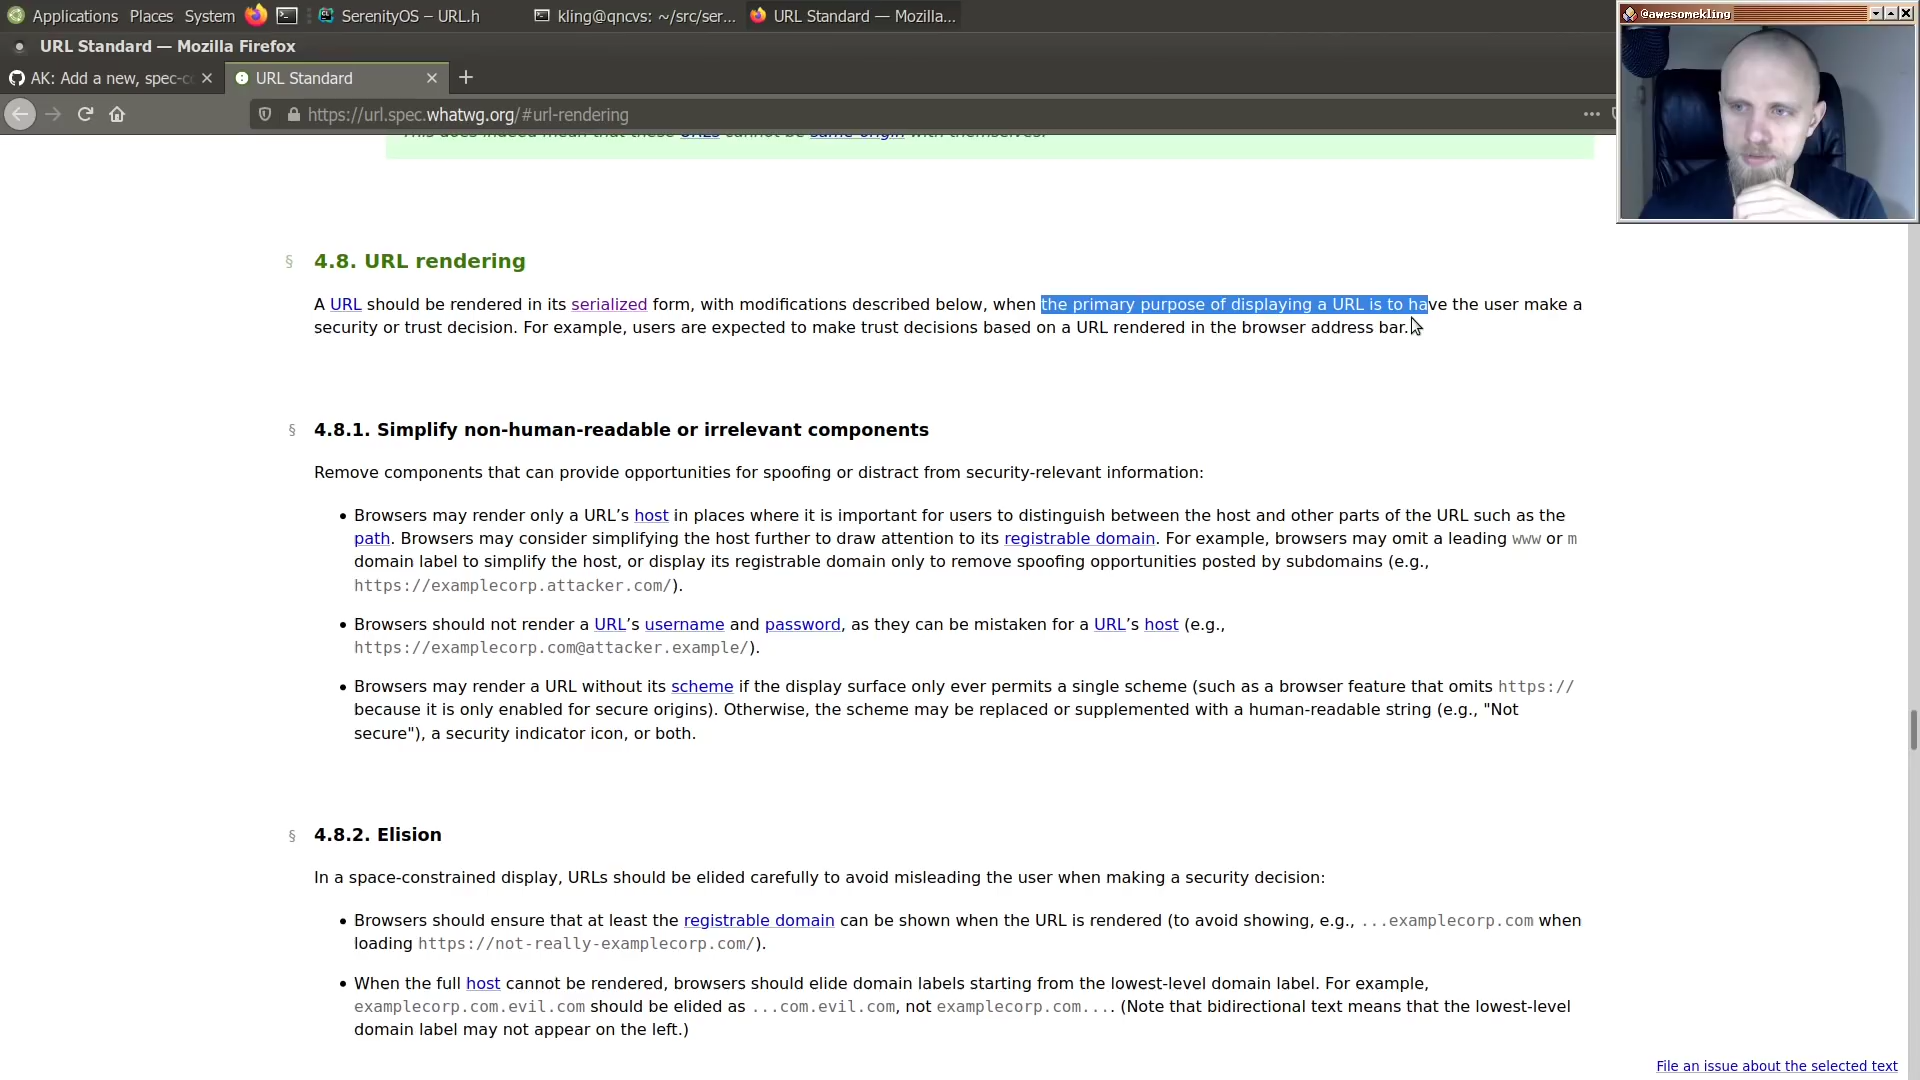 Applications Places System SerenityOS – URL.h kling@qncvs: ~/src/ser... URL Standard — Mozilla...
@awesomekling
URL Standard — Mozilla Firefox
AK: Add a new, spec-c URL Standard
https://url.spec.whatwg.org/#url-rendering
This does indeed mean that these URLs cannot be same origin with themselves.
§ 4.8. URL rendering
A URL should be rendered in its serialized form, with modifications described below, when the primary purpose of displaying a URL is to have the user make a
security or trust decision. For example, users are expected to make trust decisions based on a URL rendered in the browser address bar.
§ 4.8.1. Simplify non-human-readable or irrelevant components
Remove components that can provide opportunities for spoofing or distract from security-relevant information:
• Browsers may render only a URL’s host in places where it is important for users to distinguish between the host and other parts of the URL such as the
path. Browsers may consider simplifying the host further to draw attention to its registrable domain. For example, browsers may omit a leading www or m
domain label to simplify the host, or display its registrable domain only to remove spoofing opportunities posted by subdomains (e.g.,
https://examplecorp.attacker.com/).
• Browsers should not render a URL’s username and password, as they can be mistaken for a URL’s host (e.g.,
https://examplecorp.com@attacker.example/).
• Browsers may render a URL without its scheme if the display surface only ever permits a single scheme (such as a browser feature that omits https://
because it is only enabled for secure origins). Otherwise, the scheme may be replaced or supplemented with a human-readable string (e.g., "Not
secure"), a security indicator icon, or both.
§ 4.8.2. Elision
In a space-constrained display, URLs should be elided carefully to avoid misleading the user when making a security decision:
• Browsers should ensure that at least the registrable domain can be shown when the URL is rendered (to avoid showing, e.g., ...examplecorp.com when
loading https://not-really-examplecorp.com/).
• When the full host cannot be rendered, browsers should elide domain labels starting from the lowest-level domain label. For example,
examplecorp.com.evil.com should be elided as ...com.evil.com, not examplecorp.com.... (Note that bidirectional text means that the lowest-level
domain label may not appear on the left.)
File an issue about the selected text